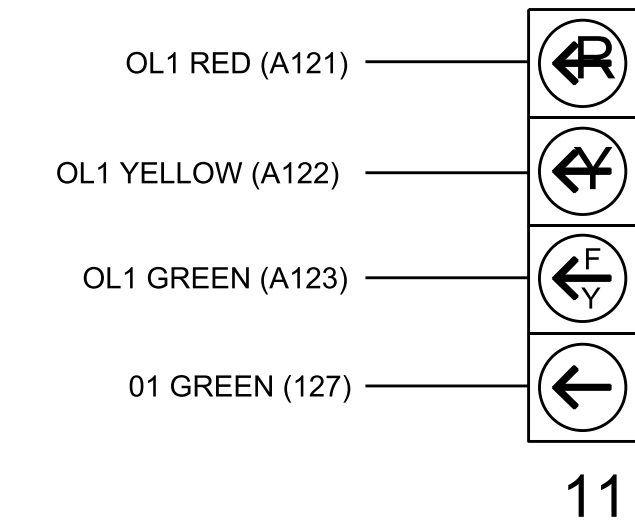 OL1 RED (A121)
R
OL1 YELLOW (A122)
Y
OL1 GREEN (A123)
F
Y
01 GREEN (127)
11